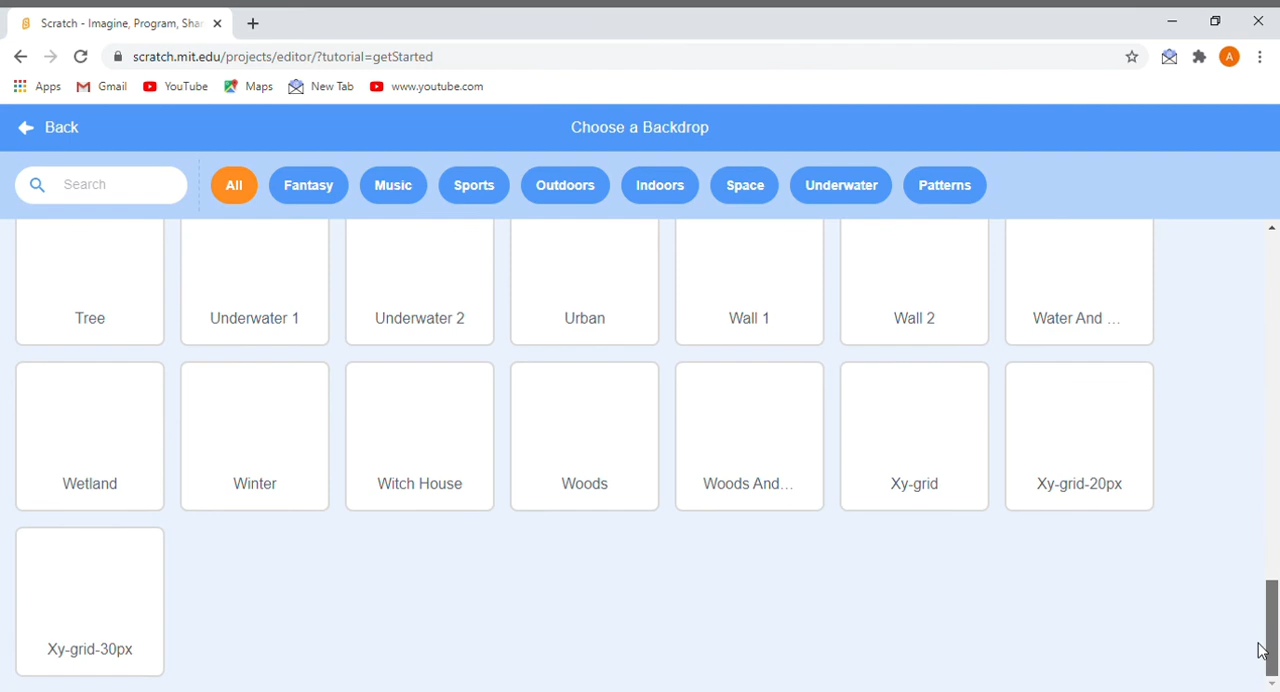 Scratch - Imagine, Program, Sha
scratch.mit.edu/projects/editor/?tutorial=getStarted
A
Apps Gmail YouTube Maps New Tab www.youtube.com
Back Choose a Backdrop
Search All Fantasy Music Sports Outdoors Indoors Space Underwater Patterns
Tree Underwater 1 Underwater 2 Urban Wall 1 Wall 2 Water And ...
Wetland Winter Witch House Woods Woods And... Xy-grid Xy-grid-20px
Xy-grid-30px